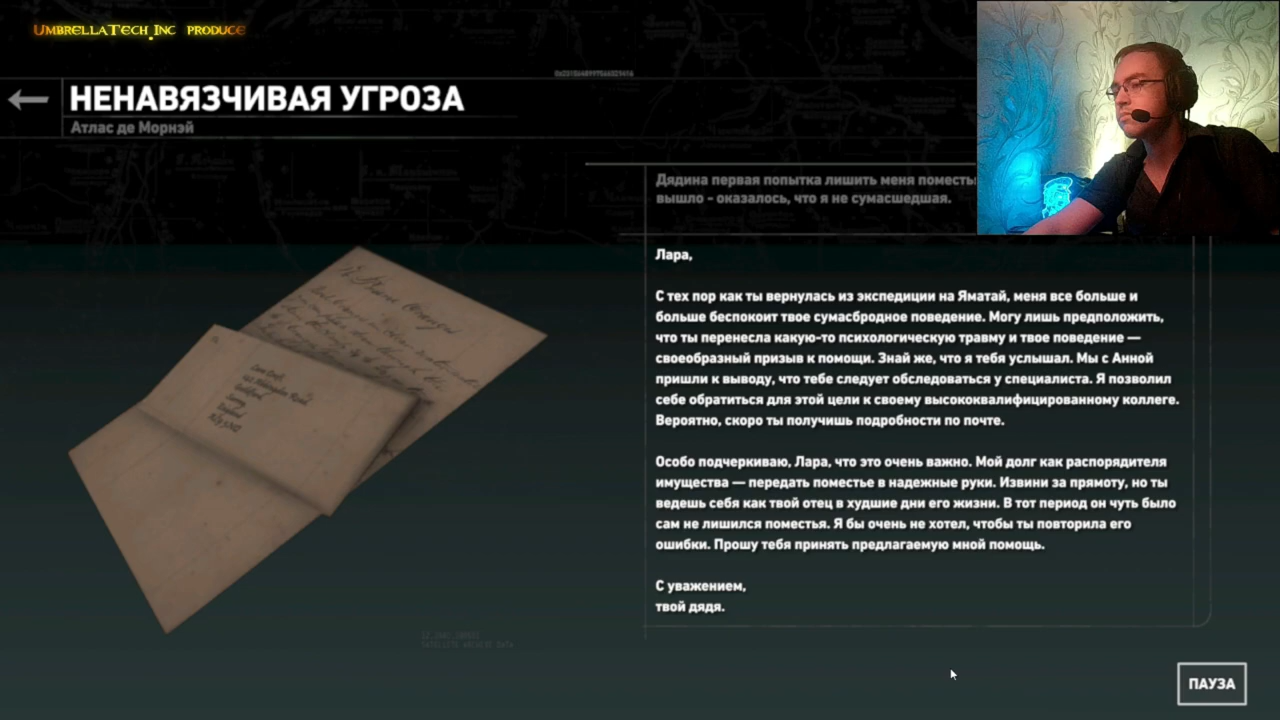 UmbrellaTech_Inc produce
НЕНАВЯЗЧИВАЯ УГРОЗА
Атлас де Морнэй
Дядина первая попытка лишить меня поместь
вышло - оказалось, что я не сумасшедшая.
Лара,
С тех пор как ты вернулась из экспедиции на Яматай, меня все больше и
больше беспокоит твое сумасбродное поведение. Могу лишь предположить,
что ты перенесла какую-то психологическую травму и твое поведение —
своеобразный призыв к помощи. Знай же, что я тебя услышал. Мы с Анной
пришли к выводу, что тебе следует обследоваться у специалиста. Я позволил
себе обратиться для этой цели к своему высококвалифицированному коллеге.
Вероятно, скоро ты получишь подробности по почте.
Особо подчеркиваю, Лара, что это очень важно. Мой долг как распорядителя
имущества — передать поместье в надежные руки. Извини за прямоту, но ты
ведешь себя как твой отец в худшие дни его жизни. В тот период он чуть было
сам не лишился поместья. Я бы очень не хотел, чтобы ты повторила его
ошибки. Прошу тебя принять предлагаемую мной помощь.
С уважением,
твой дядя.
ПАУЗА